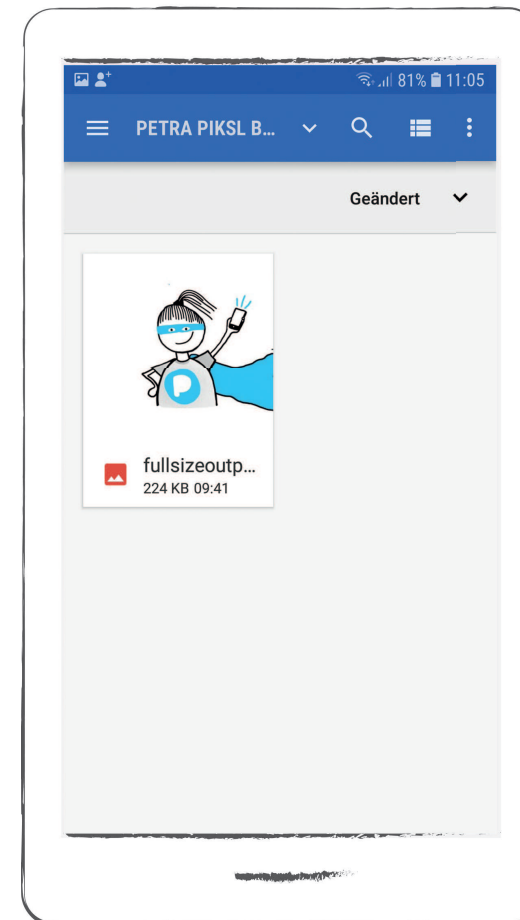 81% 11:05
PETRA PIKSL B...
Geändert
P
fullsizeoutp...
224 KB 09:41